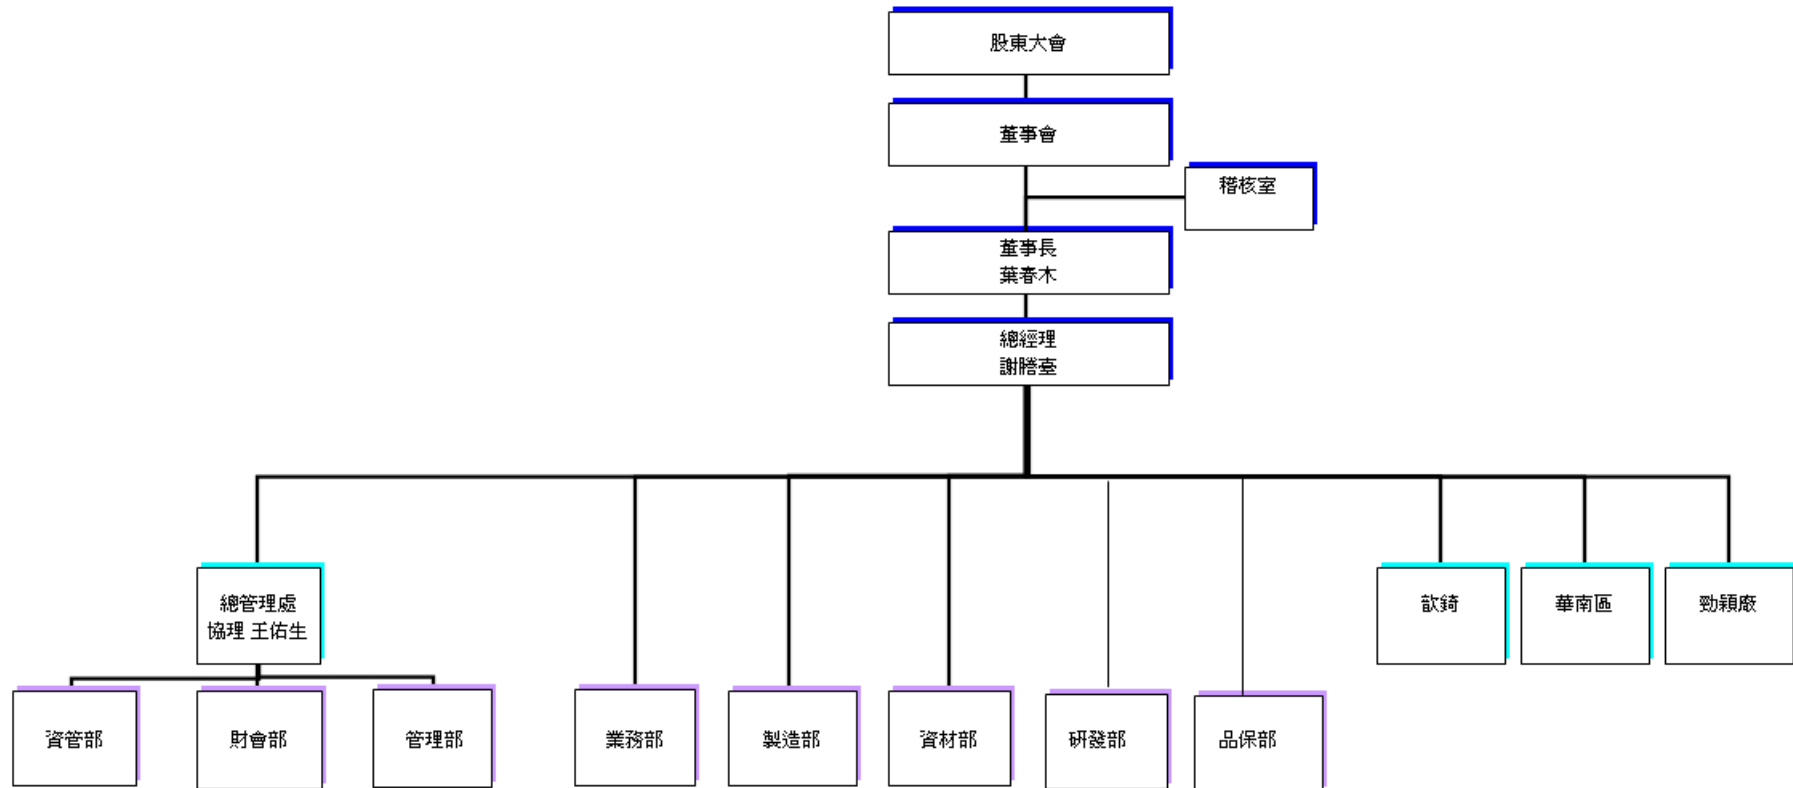 股東大會
董事會
稽核室
董事長
葉春木
總經理
謝謄臺
總管理處
協理 王佑生
歆錡
華南區
勁穎廠
資管部
財會部
管理部
業務部
製造部
資材部
研發部
品保部